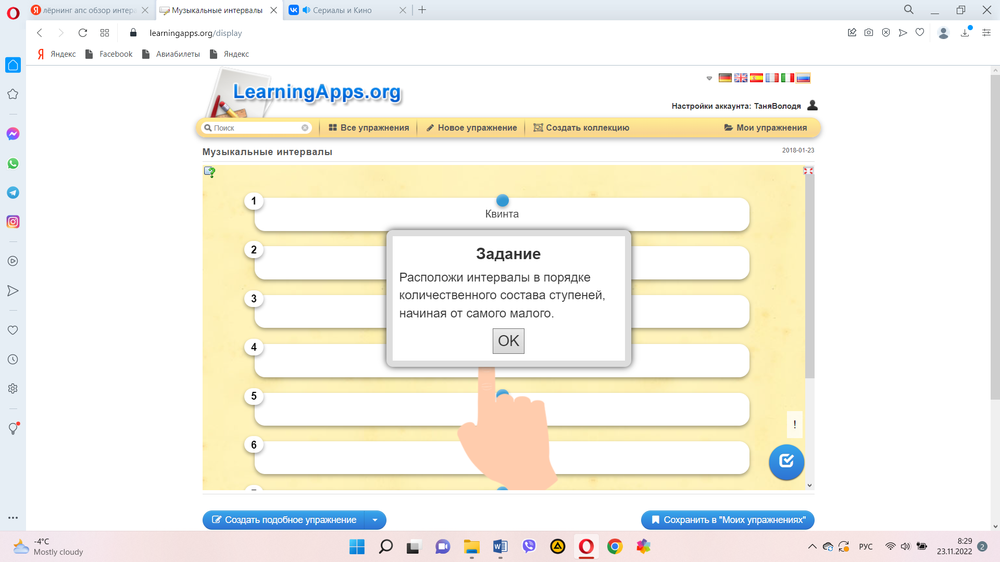 лёрнинг апс обзор интера
Музыкальные интервалы
Сериалы и Кино
learningapps.org/display
Яндекс
Facebook
Авиабилеты
Яндекс
LearningApps.org
Настройки аккаунта: ТаняВолодя
Поиск
Все упражнения
Новое упражнение
Создать коллекцию
Мои упражнения
Музыкальные интервалы
2018-01-23
1
Квинта
2
3
4
5
6
Задание
Расположи интервалы в порядке
количественного состава ступеней,
начиная от самого малого.
OK
!
Создать подобное упражнение
Сохранить в "Моих упражнениях"
-4°C
Mostly cloudy
РУС
8:29
23.11.2022
2